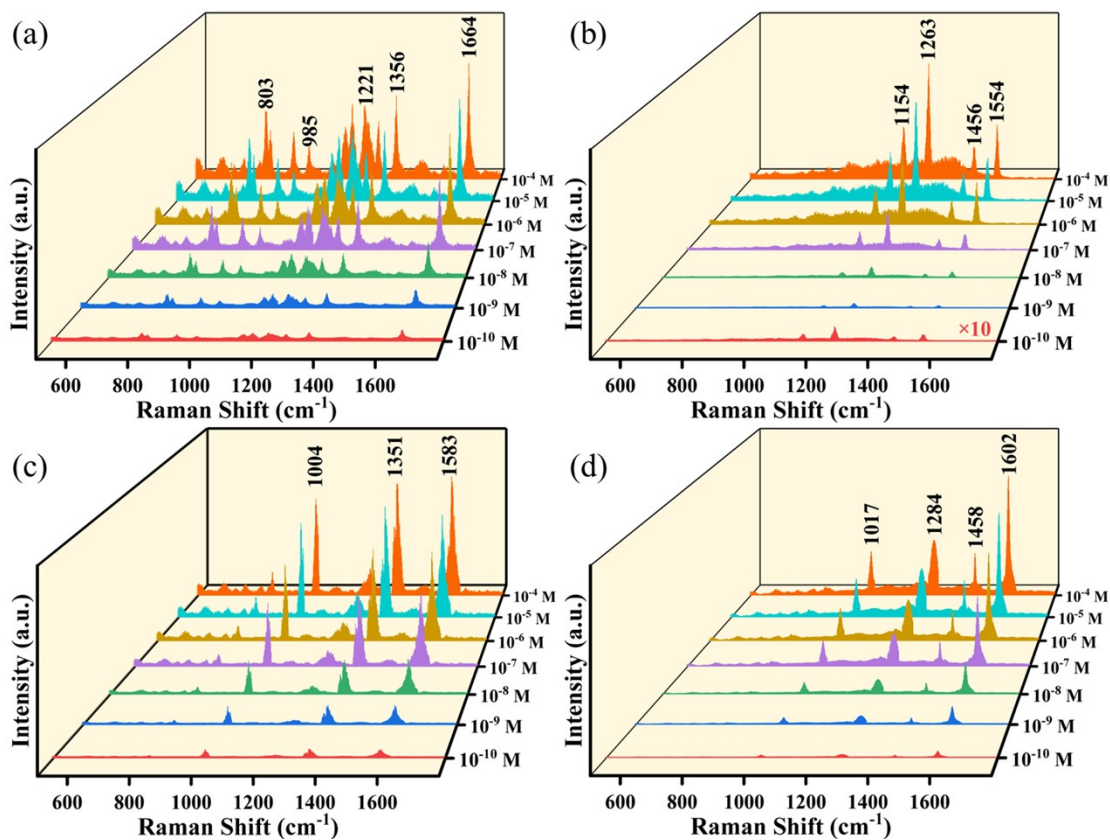 (a)
803
985
1221
1356
1664
10⁻⁴ M
10⁻⁵ M
10⁻⁶ M
10⁻⁷ M
10⁻⁸ M
10⁻⁹ M
10⁻¹⁰ M
Intensity (a.u.)
600 800 1000 1200 1400 1600
Raman Shift (cm⁻¹)
(b)
1154
1263
1456
1554
10⁻⁴ M
10⁻⁵ M
10⁻⁶ M
10⁻⁷ M
10⁻⁸ M
10⁻⁹ M
×10
10⁻¹⁰ M
Intensity (a.u.)
600 800 1000 1200 1400 1600
Raman Shift (cm⁻¹)
(c)
1004
1351
1583
10⁻⁴ M
10⁻⁵ M
10⁻⁶ M
10⁻⁷ M
10⁻⁸ M
10⁻⁹ M
10⁻¹⁰ M
Intensity (a.u.)
600 800 1000 1200 1400 1600
Raman Shift (cm⁻¹)
(d)
1017
1284
1458
1602
10⁻⁴ M
10⁻⁵ M
10⁻⁶ M
10⁻⁷ M
10⁻⁸ M
10⁻⁹ M
10⁻¹⁰ M
Intensity (a.u.)
600 800 1000 1200 1400 1600
Raman Shift (cm⁻¹)